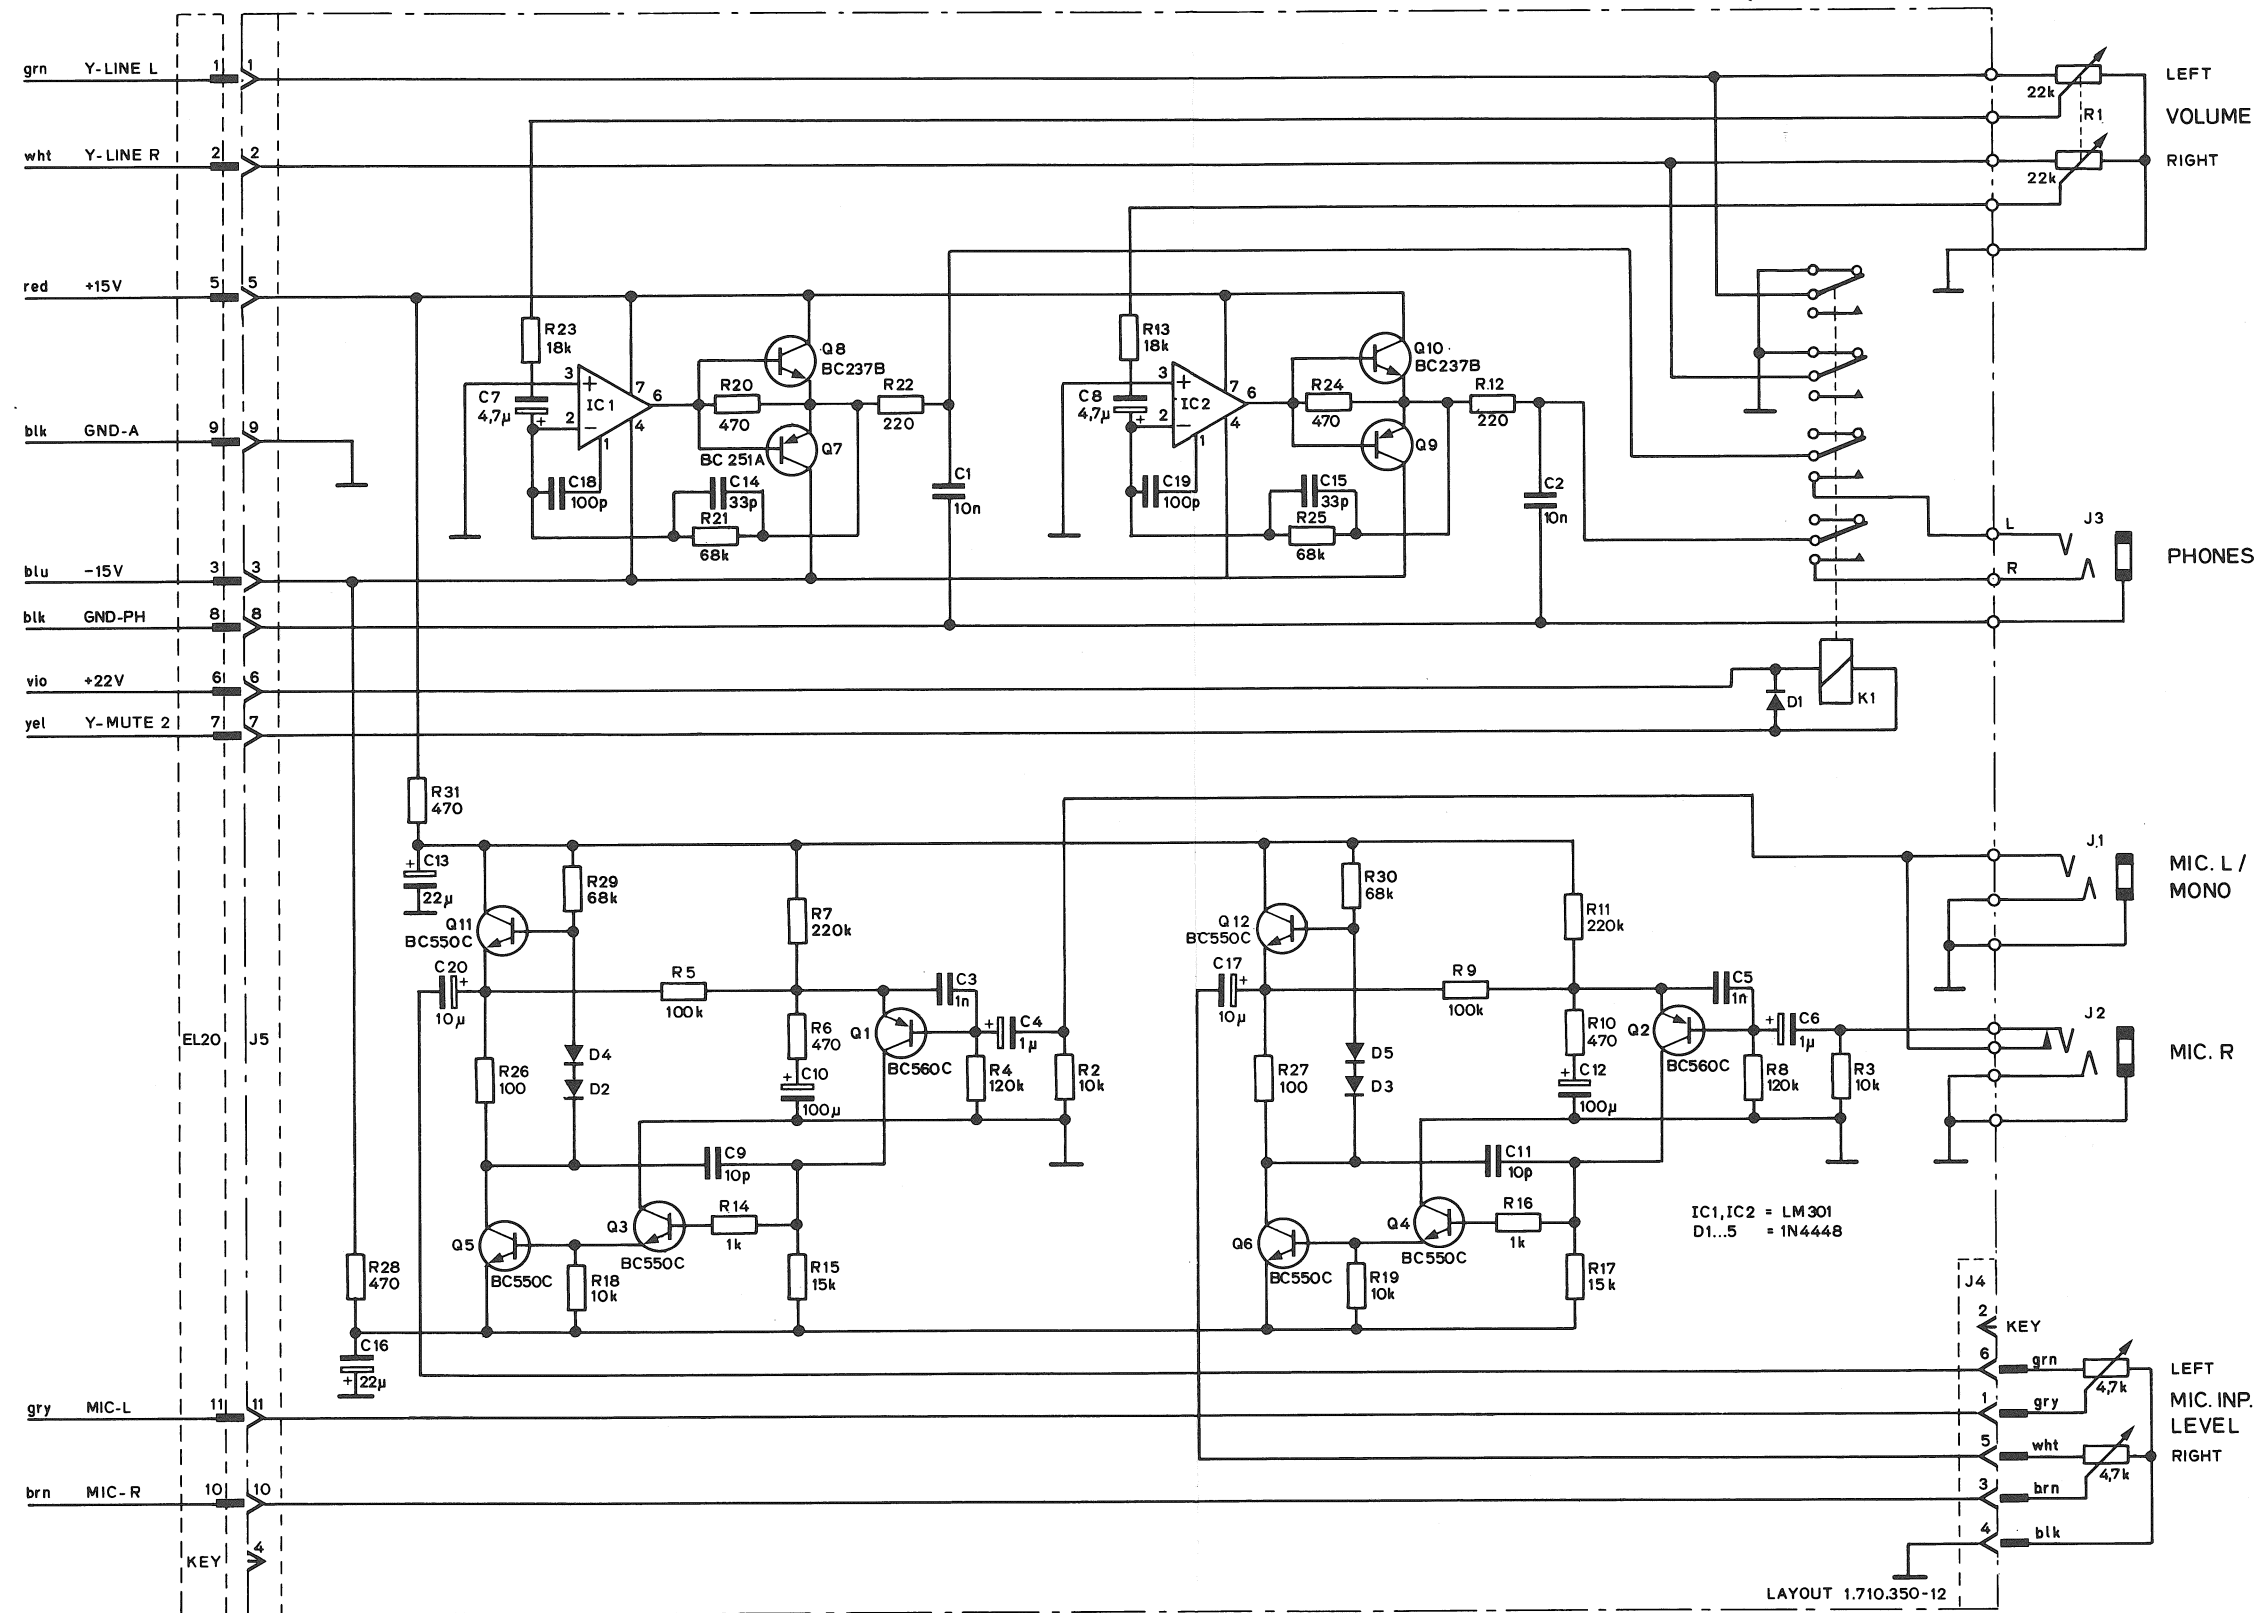 grn Y-LINE L 1 1
LEFT
22k
VOLUME
R1
wht Y-LINE R 2 2
RIGHT
22k
red +15V 5 5
R23
18k
Q8
BC237B
R13
18k
Q10
BC237B
3
+
IC1
7
6
2
−
4
1
C7
4,7µ
+
R20
470
R22
220
3
+
IC2
7
6
2
−
4
1
C8
4,7µ
+
R24
470
R12
220
blk GND-A 9 9
BC 251A
Q7
Q9
C18
100p
C14
33p
R21
68k
C1
10n
C19
100p
C15
33p
R25
68k
C2
10n
L
J3
R
PHONES
blu -15V 3 3
blk GND-PH 8 8
vio +22V 6 6
yel Y-MUTE 2 7 7
D1
K1
R31
470
+ C13
22µ
R29
68k
Q11
BC550C
R7
220k
Q12
BC550C
R30
68k
R11
220k
J1
MIC. L /
MONO
C20
+
10µ
R5
100k
C3
1n
C17
+
10µ
R9
100k
C5
1n
EL20
J5
D4
D2
R26
100
R6
470
+ C10
100µ
Q1
BC560C
+ C4
1µ
R4
120k
R2
10k
R27
100
D5
D3
R10
470
+ C12
100µ
Q2
BC560C
+ C6
1µ
R8
120k
R3
10k
J2
MIC. R
C9
10p
C11
10p
Q3
BC550C
R14
1k
Q4
BC550C
R16
1k
IC1,IC2 = LM301
D1...5 = 1N4448
Q5
BC550C
R18
10k
R15
15k
Q6
BC550C
R19
10k
R17
15k
R28
470
C16
+ 22µ
J4
2
KEY
6 grn
LEFT
4,7k
1 gry
MIC. INP.
LEVEL
5 wht
RIGHT
4,7k
3 brn
4 blk
gry MIC-L 11 11
brn MIC-R 10 10
KEY 4
LAYOUT 1.710.350-12